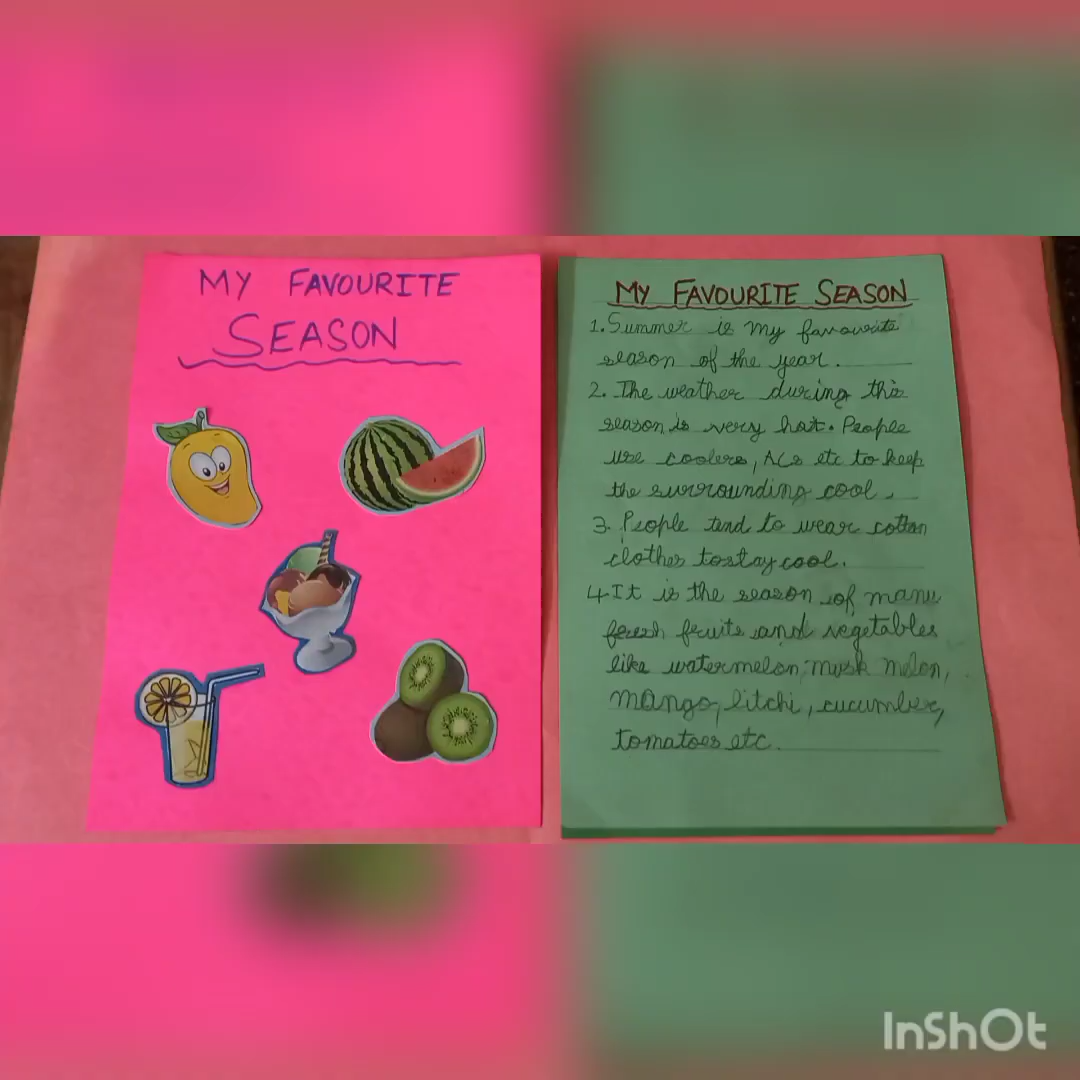 MY FAVOURITE
SEASON
MY FAVOURITE SEASON
1. Summer is my favourite
season of the year.
2. The weather during this
season is very hot. People
use coolers, ACs etc to keep
the surrounding cool.
3. People tend to wear cotton
clothes to stay cool.
4 It is the season of many
fresh fruits and vegetables
like watermelon, musk melon,
mango, litchi, cucumber,
tomatoes etc.
InShOt